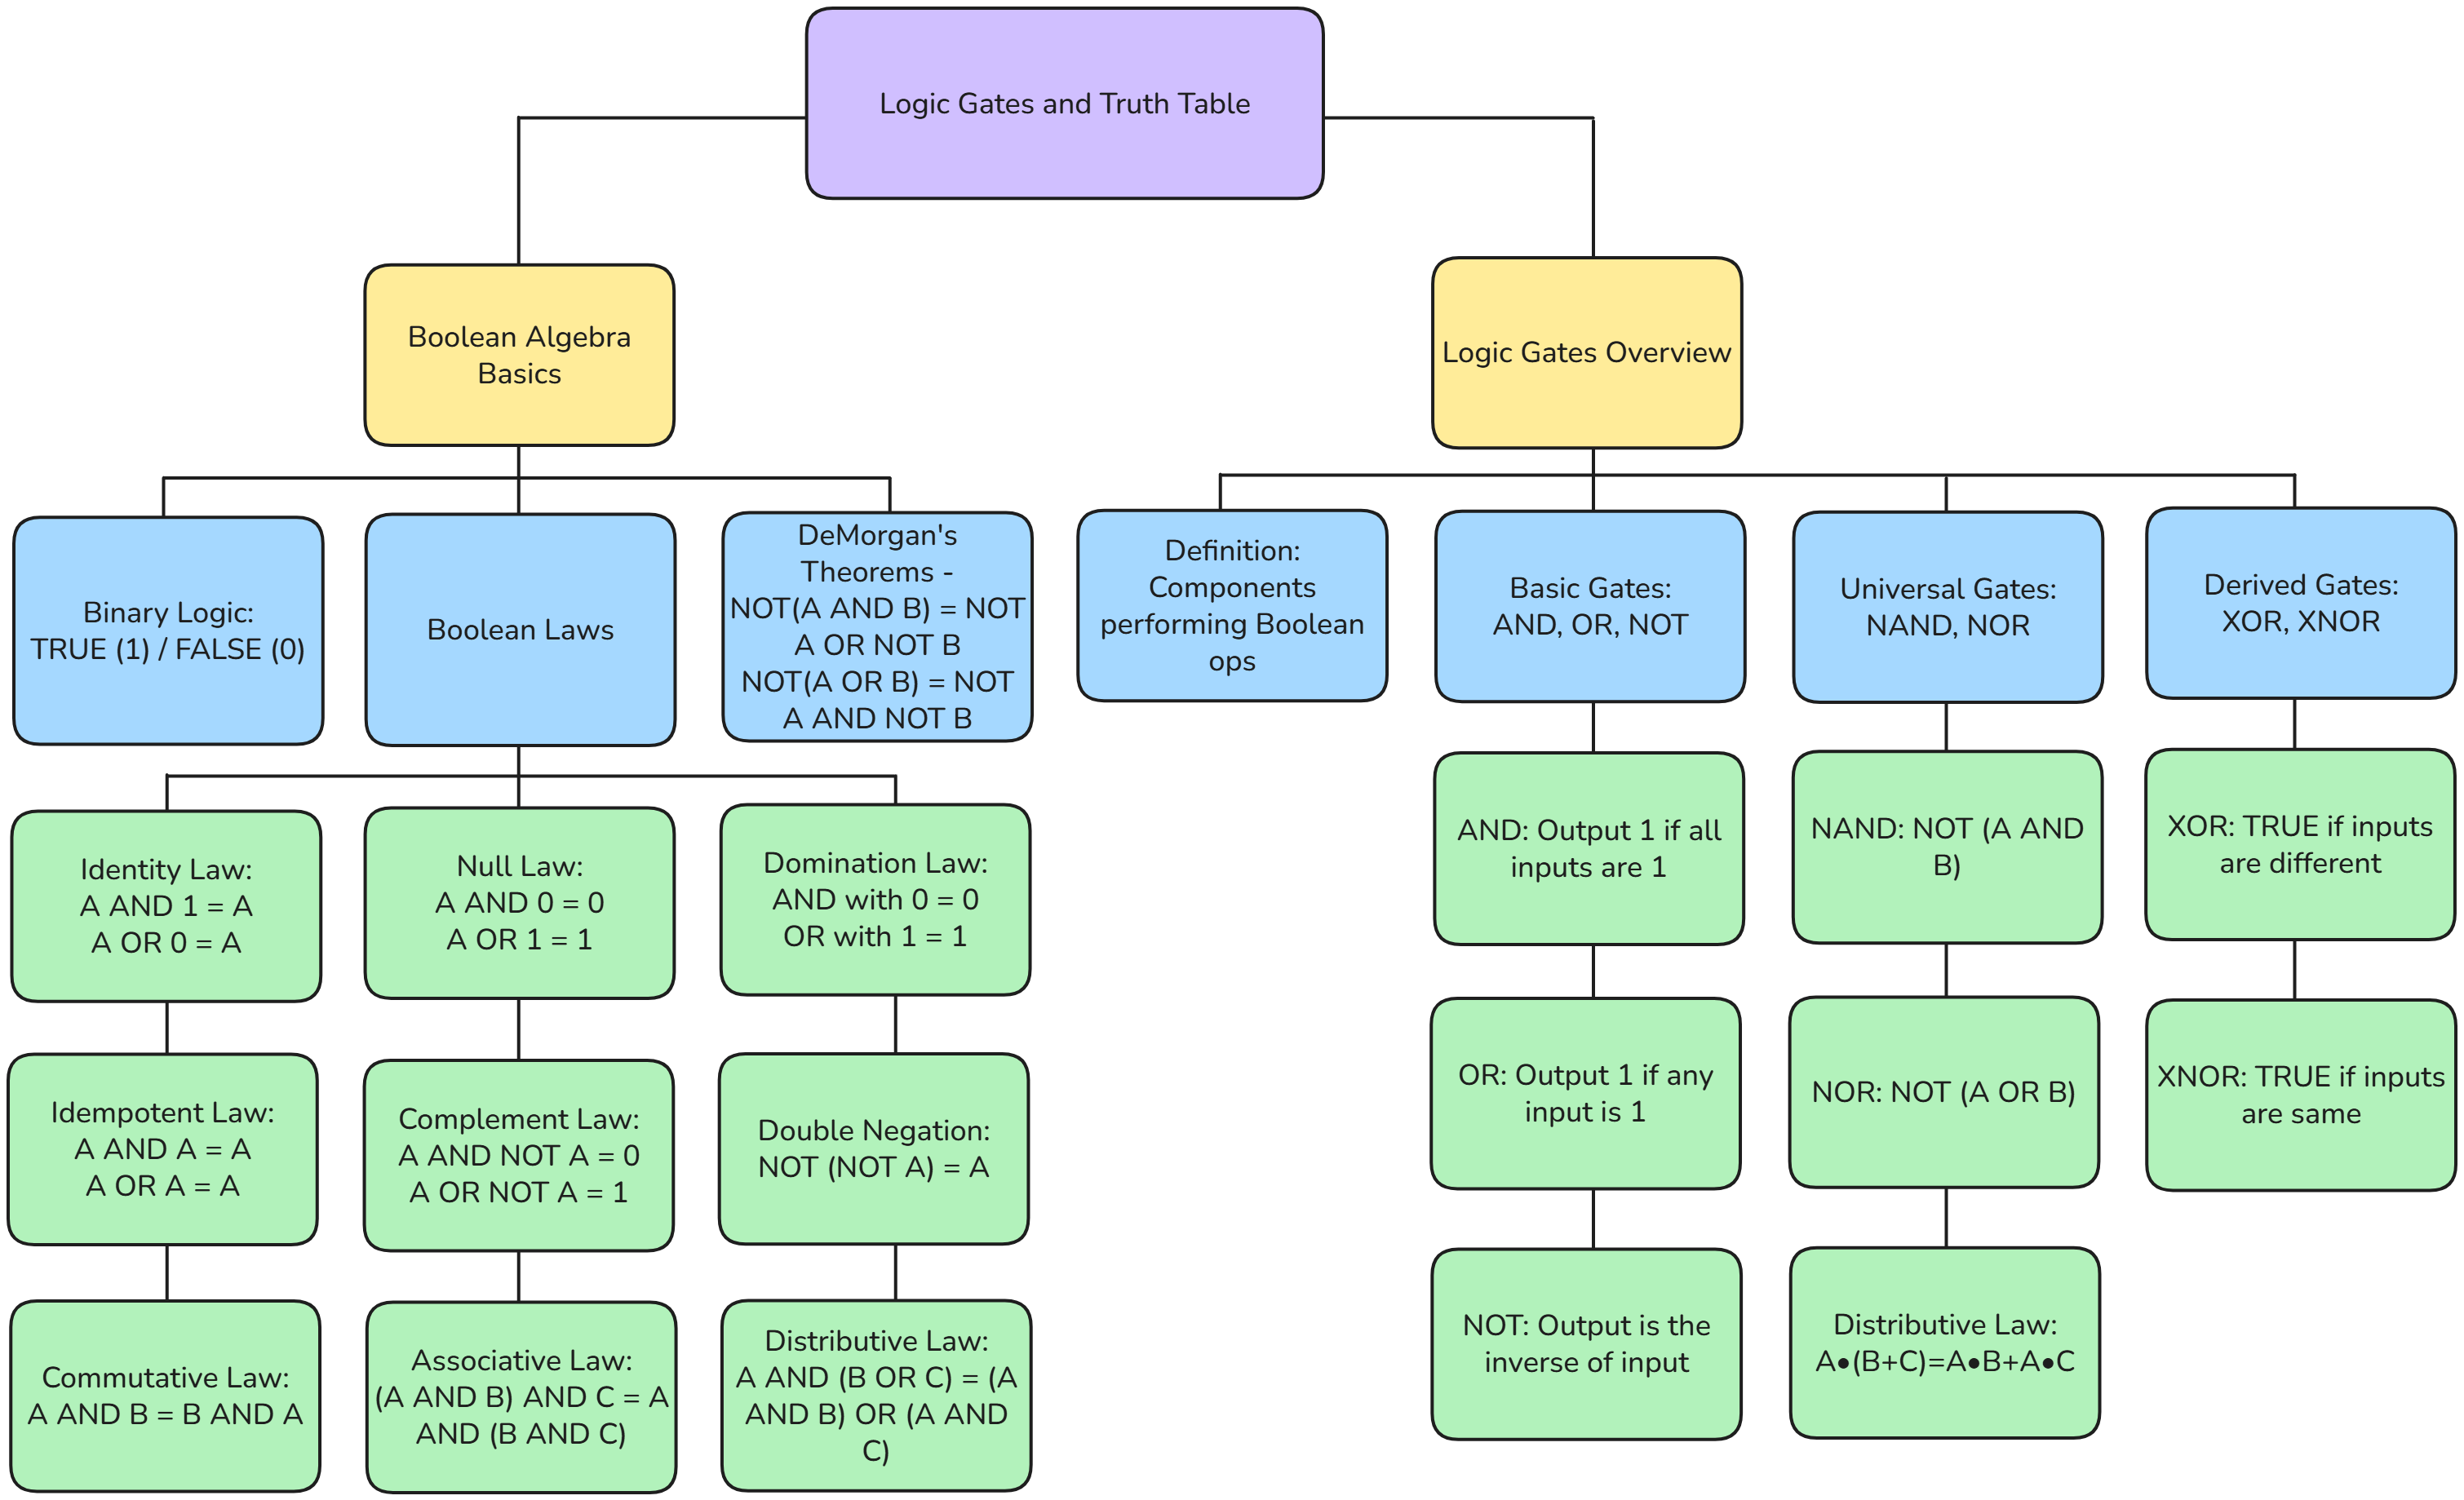 Logic Gates and Truth Table
Boolean Algebra
Basics
Logic Gates Overview
Binary Logic:
TRUE (1) / FALSE (0)
Boolean Laws
DeMorgan's
Theorems -
NOT(A AND B) = NOT
A OR NOT B
NOT(A OR B) = NOT
A AND NOT B
Definition:
Components
performing Boolean
ops
Basic Gates:
AND, OR, NOT
Universal Gates:
NAND, NOR
Derived Gates:
XOR, XNOR
Identity Law:
A AND 1 = A
A OR 0 = A
Null Law:
A AND 0 = 0
A OR 1 = 1
Domination Law:
AND with 0 = 0
OR with 1 = 1
AND: Output 1 if all
inputs are 1
NAND: NOT (A AND
B)
XOR: TRUE if inputs
are different
Idempotent Law:
A AND A = A
A OR A = A
Complement Law:
A AND NOT A = 0
A OR NOT A = 1
Double Negation:
NOT (NOT A) = A
OR: Output 1 if any
input is 1
NOR: NOT (A OR B)
XNOR: TRUE if inputs
are same
Commutative Law:
A AND B = B AND A
Associative Law:
(A AND B) AND C = A
AND (B AND C)
Distributive Law:
A AND (B OR C) = (A
AND B) OR (A AND
C)
NOT: Output is the
inverse of input
Distributive Law:
A•(B+C)=A•B+A•C